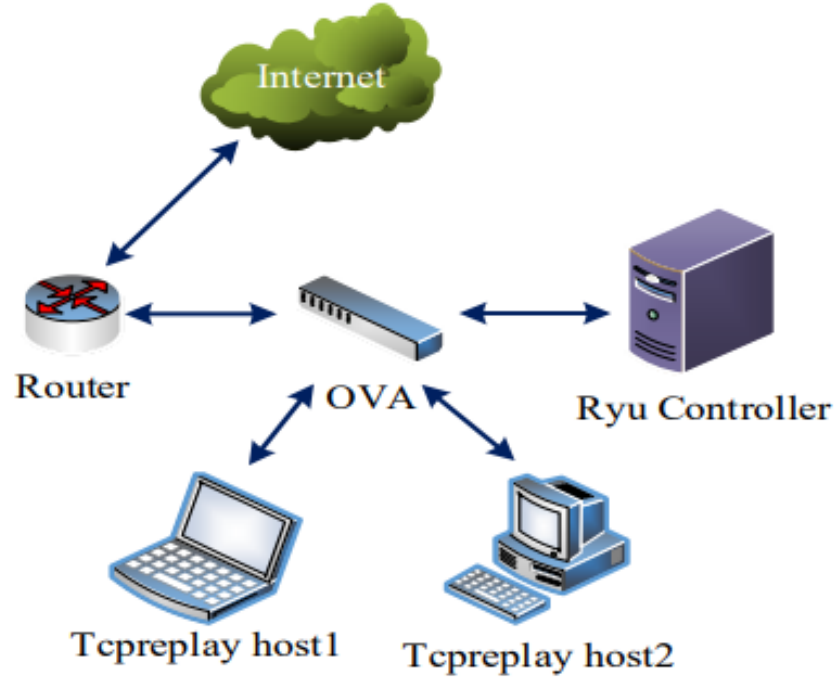 Internet
Router
OVA
Ryu Controller
Tcpreplay host1
Tcpreplay host2